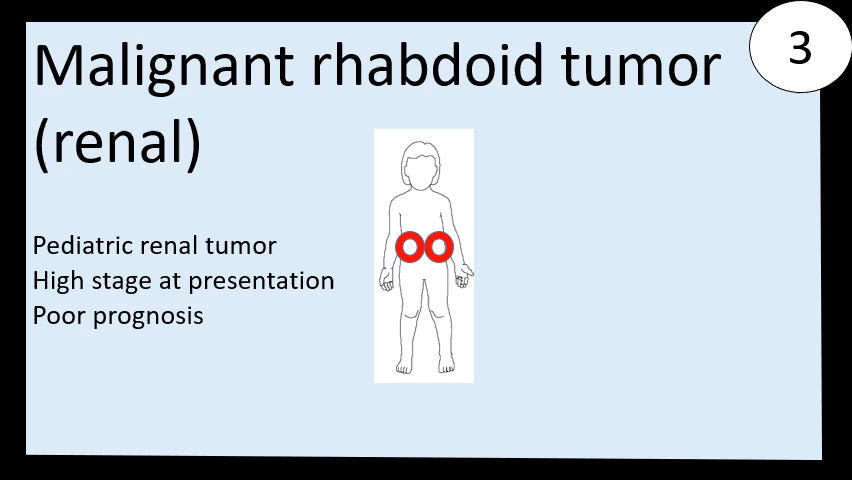 Malignant rhabdoid tumor
(renal)
3
Pediatric renal tumor
High stage at presentation
Poor prognosis